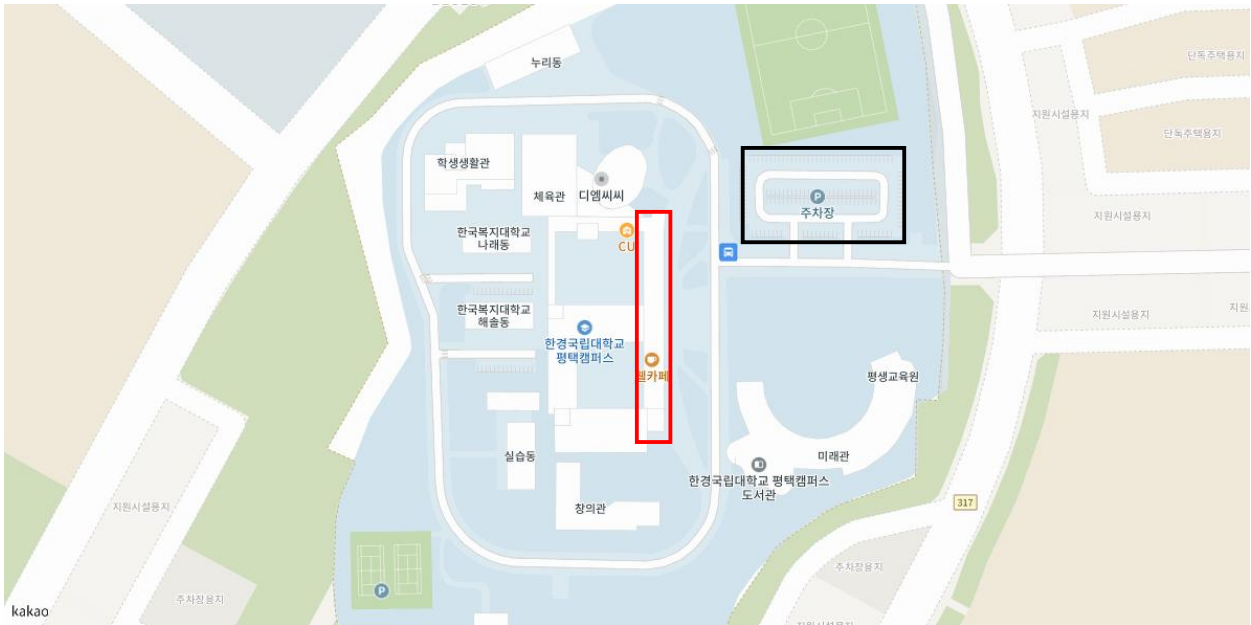 누리동
단독주택용지
지원시설용지
단독주택용지
학생생활관
체육관
디엠씨씨
P
주차장
지원시설용지
한국복지대학교
나래동
CU
한국복지대학교
해솔동
지원시설용지
지원
한경국립대학교
평택캠퍼스
웰카페
평생교육원
실습동
미래관
한경국립대학교 평택캠퍼스
도서관
창의관
317
지원시설용지
주차장용지
P
주차장용지
kakao